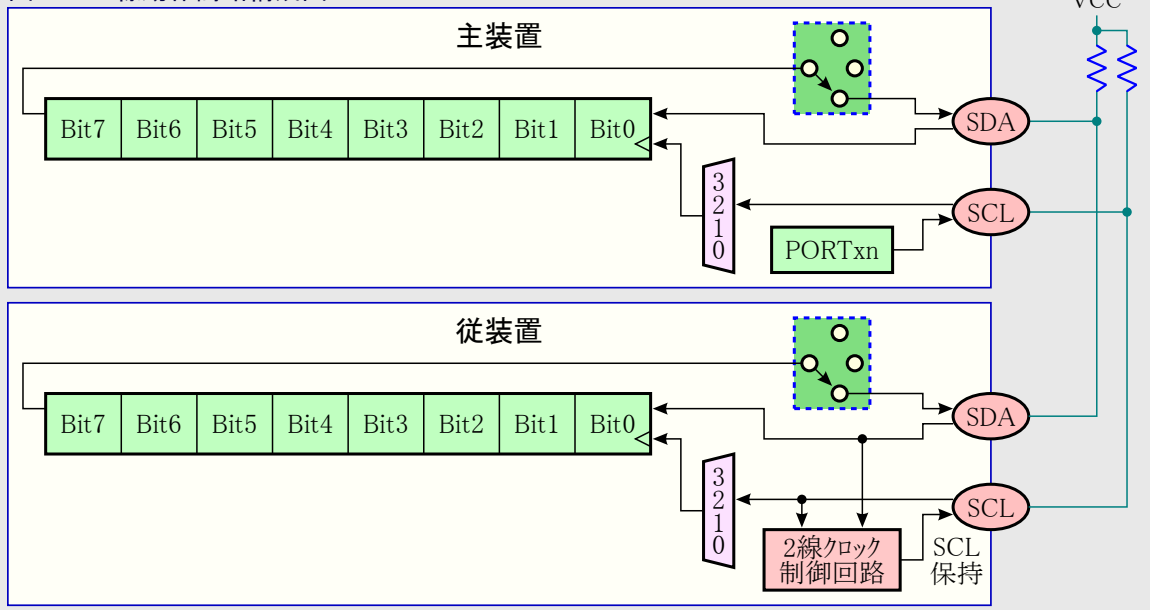 VCC
主装置
Bit7 Bit6 Bit5 Bit4 Bit3 Bit2 Bit1 Bit0
SDA
3
2
1
0
SCL
PORTxn
従装置
Bit7 Bit6 Bit5 Bit4 Bit3 Bit2 Bit1 Bit0
SDA
3
2
1
0
SCL
2線クロック
制御回路
SCL
保持